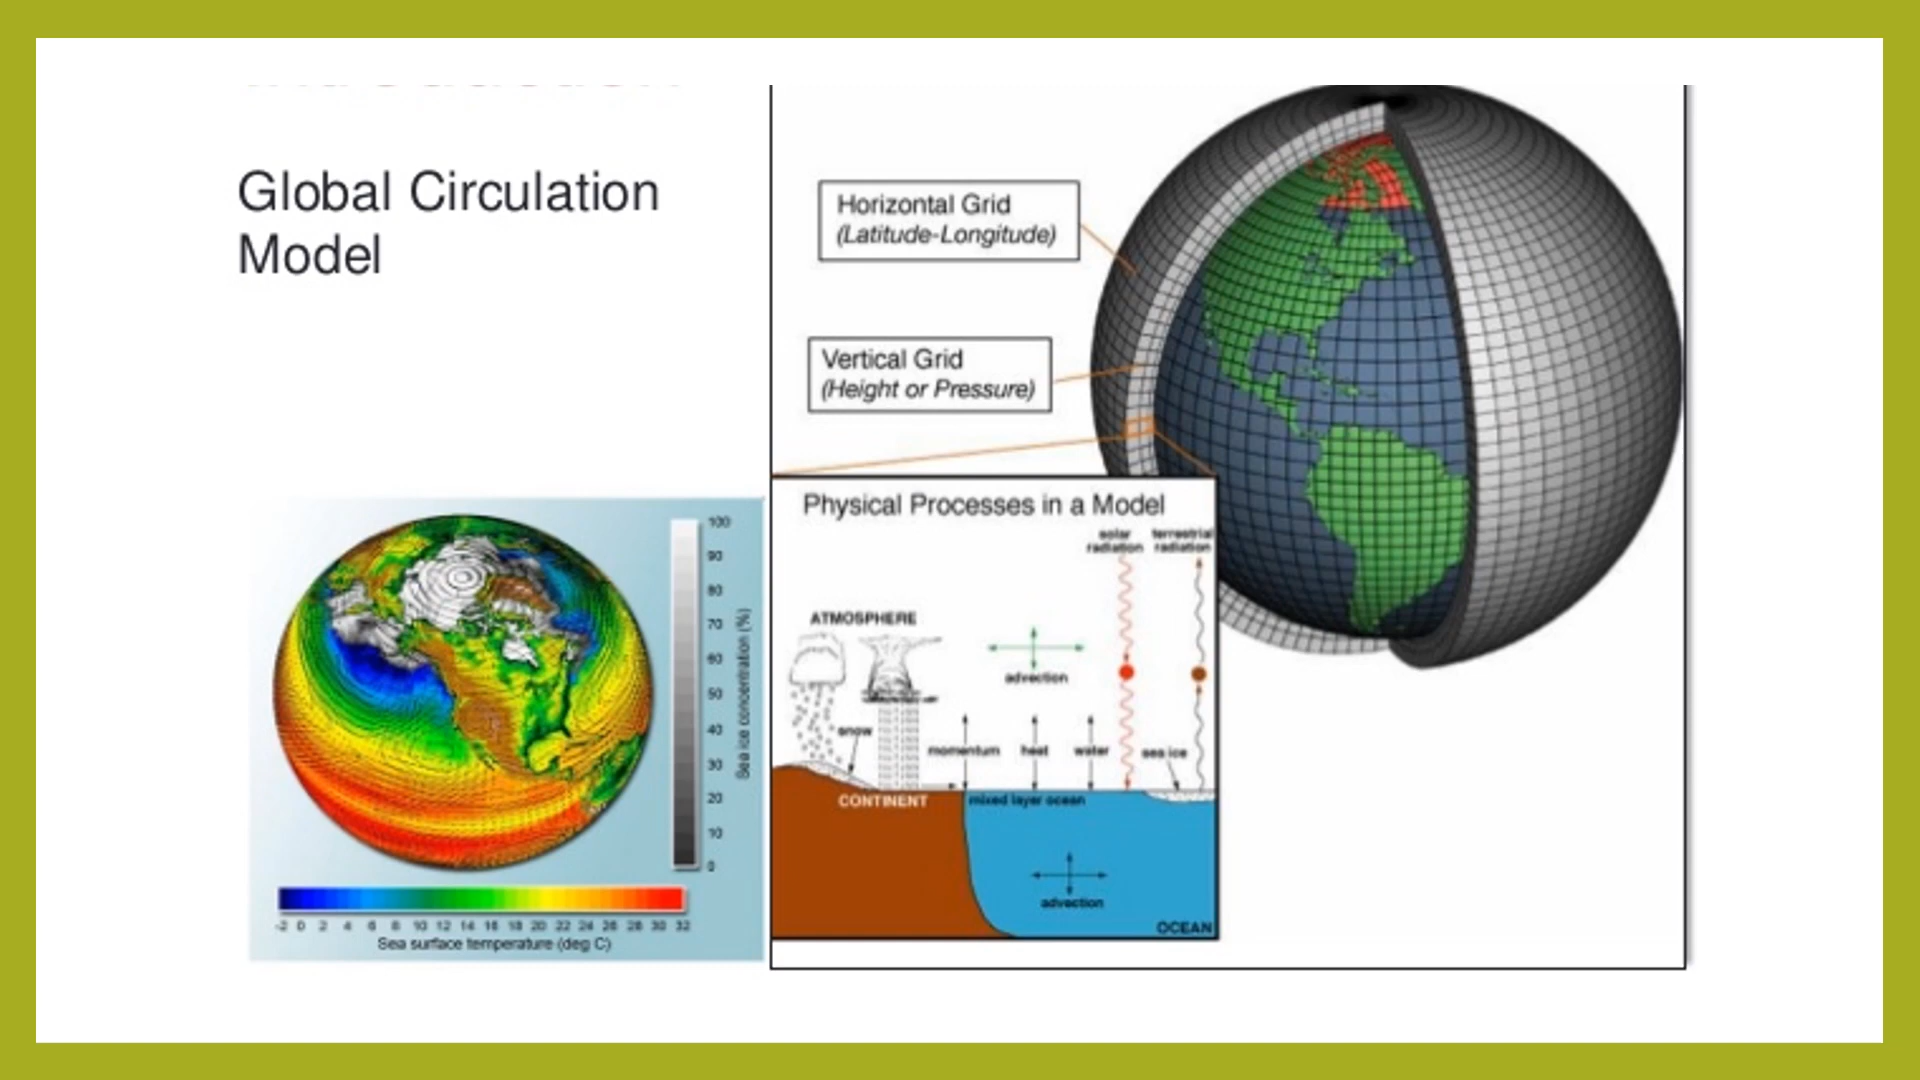 Global Circulation
Model
Horizontal Grid
(Latitude-Longitude)
Vertical Grid
(Height or Pressure)
Physical Processes in a Model
solar
radiation
terrestrial
radiation
ATMOSPHERE
advection
snow
momentum
heat
water
sea ice
CONTINENT
mixed layer ocean
advection
OCEAN
100
90
80
70
60
50
40
30
20
10
0
Sea ice concentration (%)
-2 0 2 4 6 8 10 12 14 16 18 20 22 24 26 28 30 32
Sea surface temperature (deg C)